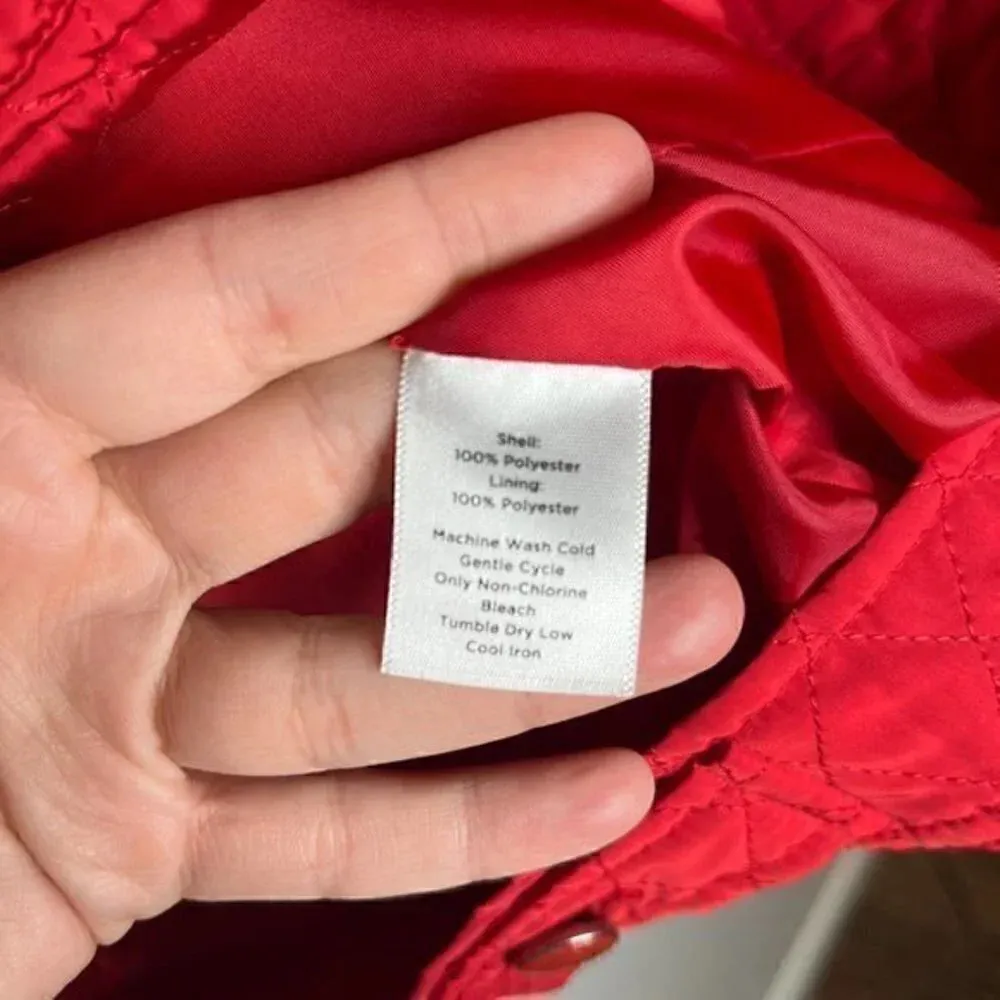 Shell:
100% Polyester
Lining:
100% Polyester
Machine Wash Cold
Gentle Cycle
Only Non-Chlorine
Bleach
Tumble Dry Low
Cool Iron